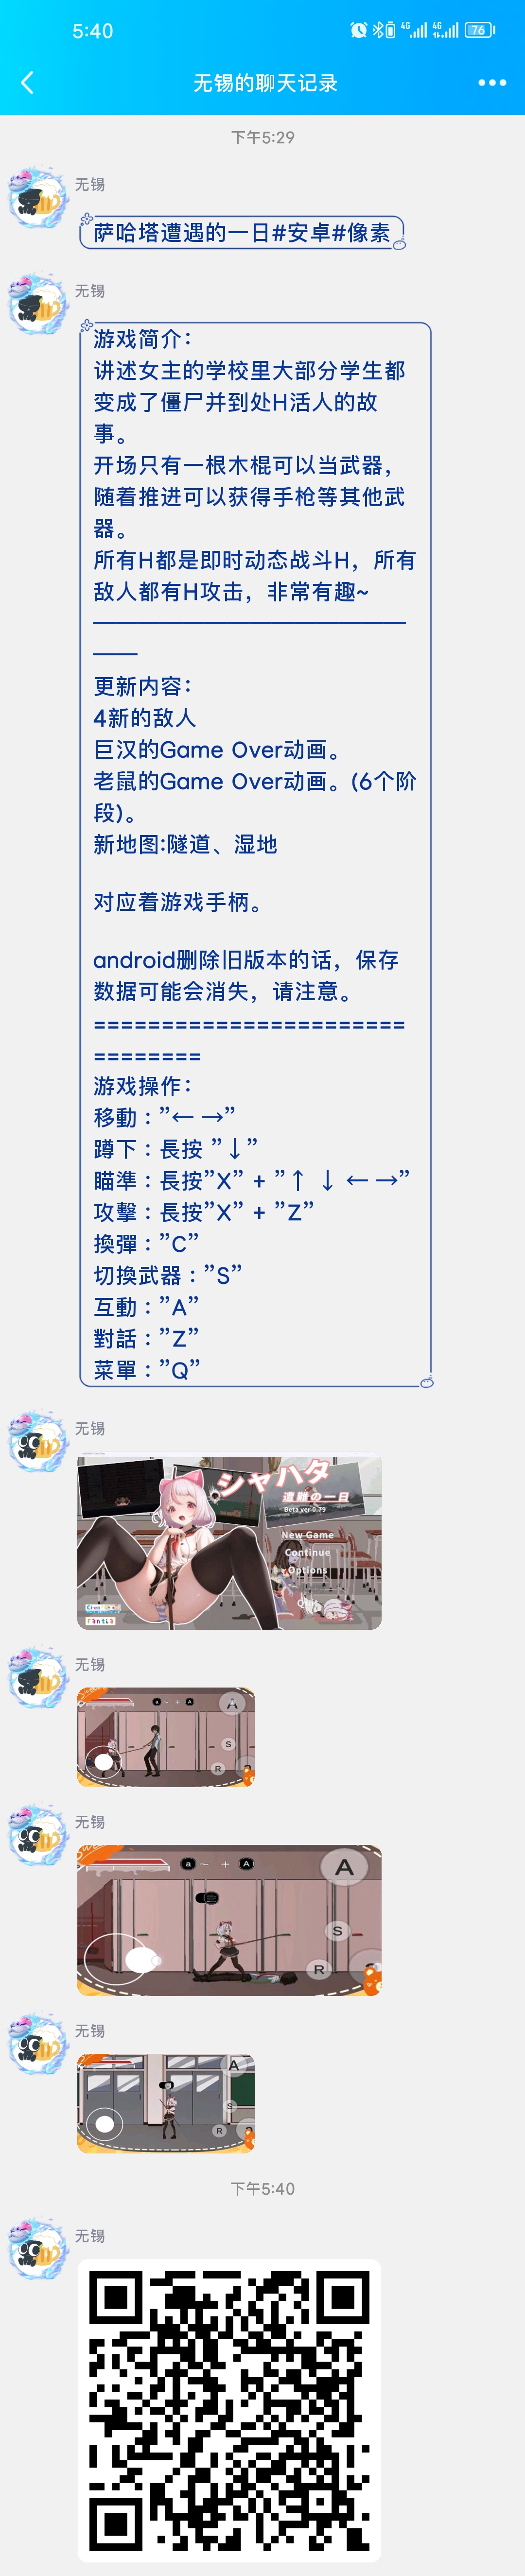 5:40
4G 4G 76
无锡的聊天记录
下午5:29
无锡
萨哈塔遭遇的一日#安卓#像素
无锡
游戏简介：
讲述女主的学校里大部分学生都
变成了僵尸并到处H活人的故
事。
开场只有一根木棍可以当武器，
随着推进可以获得手枪等其他武
器。
所有H都是即时动态战斗H，所有
敌人都有H攻击，非常有趣~
———————————————
——
更新内容：
4新的敌人
巨汉的Game Over动画。
老鼠的Game Over动画。(6个阶
段)。
新地图:隧道、湿地
对应着游戏手柄。
android删除旧版本的话，保存
数据可能会消失，请注意。
=======================
========
游戏操作：
移動：”← →”
蹲下：長按 ”↓”
瞄準：長按”X” + ”↑ ↓ ← →”
攻擊：長按”X” + ”Z”
換彈：”C”
切換武器：”S”
互動：”A”
對話：”Z”
菜單：”Q”
无锡
シャハタ
遭難の一日
Beta ver 0.79
New Game
Continue
Options
Fantia
无锡
A
S
R
无锡
a ~ + A
A
S
R
无锡
A
S
R
下午5:40
无锡